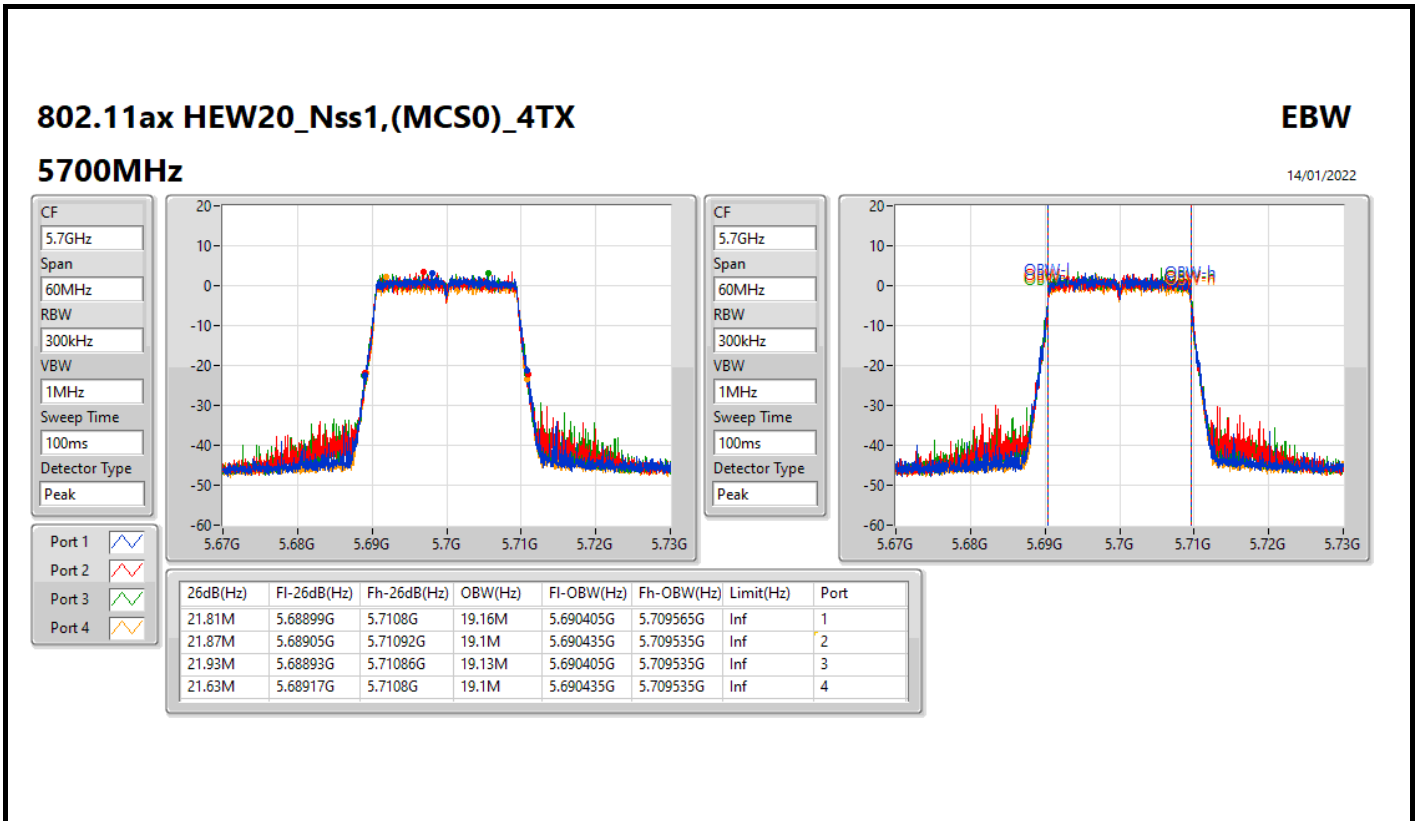 802.11ax HEW20_Nss1,(MCS0)_4TX
EBW
5700MHz
14/01/2022
CF
5.7GHz
Span
60MHz
RBW
300kHz
VBW
1MHz
Sweep Time
100ms
Detector Type
Peak
20
10
0
-10
-20
-30
-40
-50
-60
5.67G 5.68G 5.69G 5.7G 5.71G 5.72G 5.73G
CF
5.7GHz
Span
60MHz
RBW
300kHz
VBW
1MHz
Sweep Time
100ms
Detector Type
Peak
20
10
0
-10
-20
-30
-40
-50
-60
OBW-l OBW-h
5.67G 5.68G 5.69G 5.7G 5.71G 5.72G 5.73G
Port 1
Port 2
Port 3
Port 4
26dB(Hz) Fl-26dB(Hz) Fh-26dB(Hz) OBW(Hz) Fl-OBW(Hz) Fh-OBW(Hz) Limit(Hz) Port
21.81M 5.68899G 5.7108G 19.16M 5.690405G 5.709565G Inf 1
21.87M 5.68905G 5.71092G 19.1M 5.690435G 5.709535G Inf 2
21.93M 5.68893G 5.71086G 19.13M 5.690405G 5.709535G Inf 3
21.63M 5.68917G 5.7108G 19.1M 5.690435G 5.709535G Inf 4